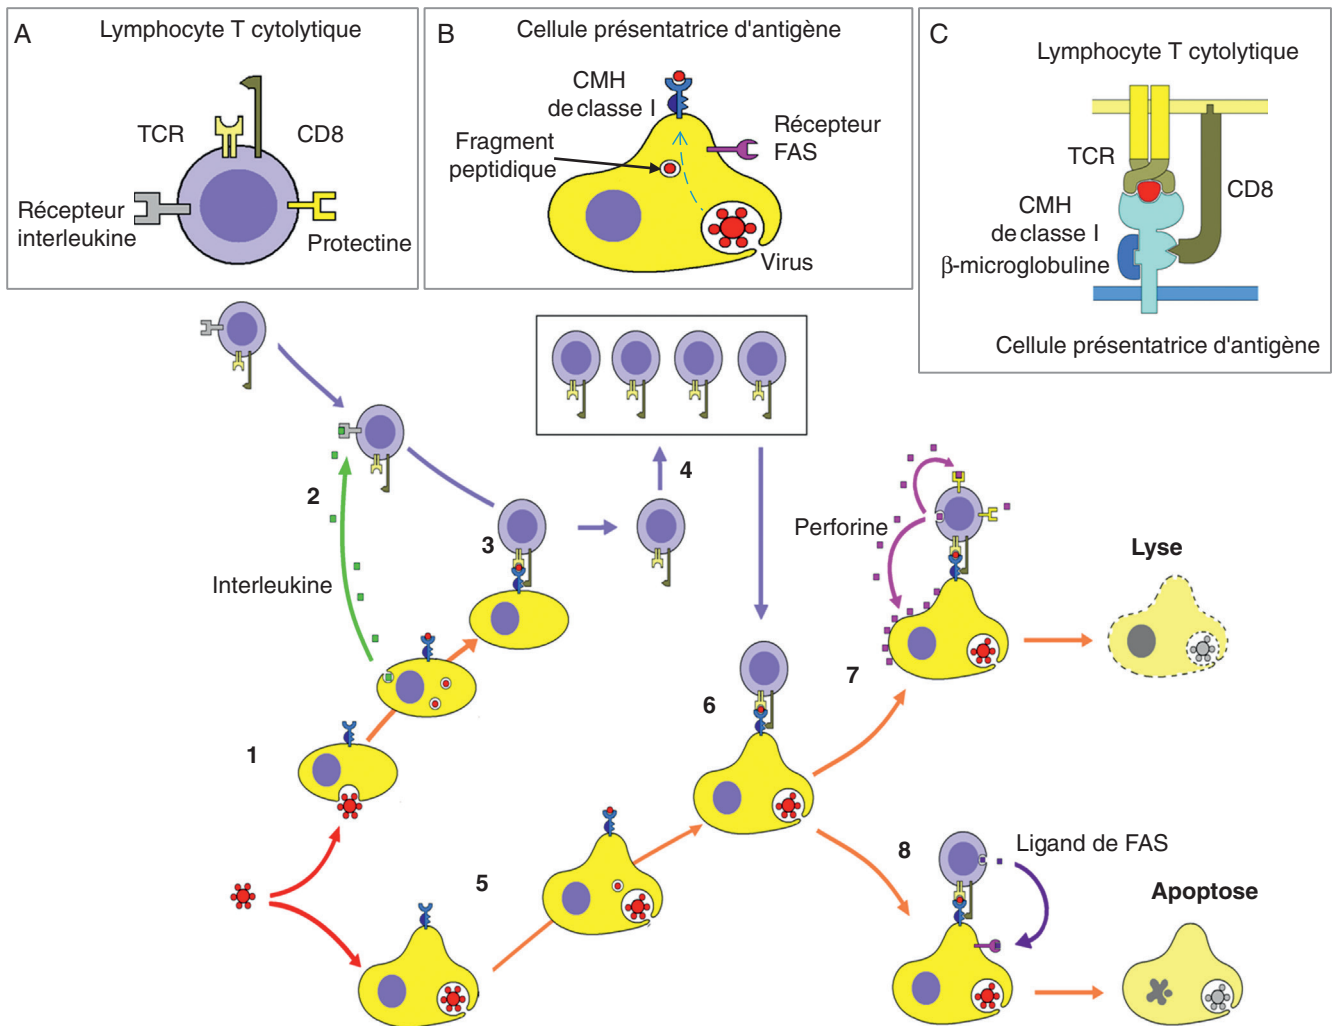 A
Lymphocyte T cytolytique
TCR
CD8
Récepteur
interleukine
Protectine
B
Cellule présentatrice d'antigène
CMH
de classe I
Fragment
peptidique
Récepteur
FAS
Virus
C
Lymphocyte T cytolytique
TCR
CD8
CMH
de classe I
β-microglobuline
Cellule présentatrice d'antigène
1
2
Interleukine
3
4
5
6
7
Perforine
Lyse
8
Ligand de FAS
Apoptose